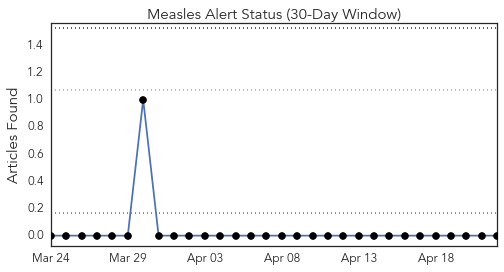 Measles Alert Status (30-Day Window)
Articles Found
1.4
1.2
1.0
0.8
0.6
0.4
0.2
0.0
Mar 24 Mar 29 Apr 03 Apr 08 Apr 13 Apr 18